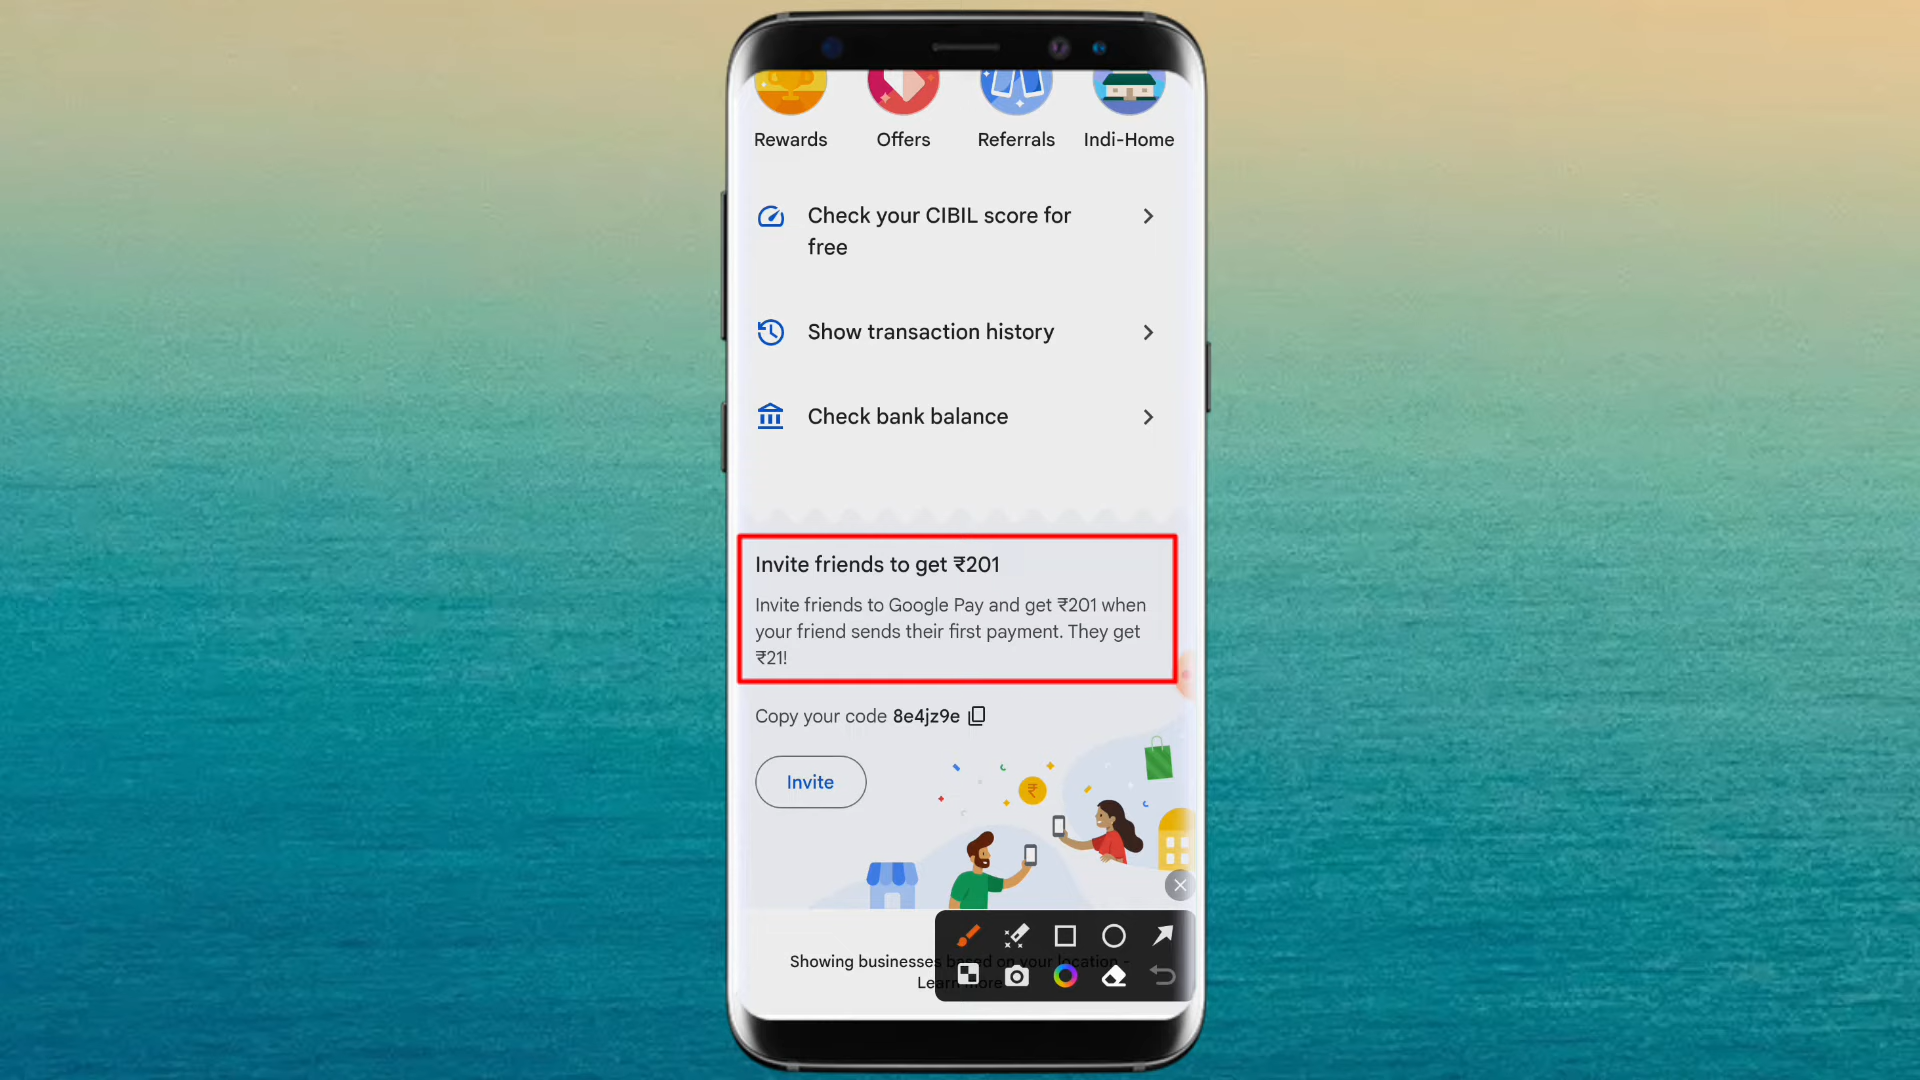 Rewards Offers Referrals Indi-Home
Check your CIBIL score for
free
Show transaction history
Check bank balance
Invite friends to get ₹201
Invite friends to Google Pay and get ₹201 when
your friend sends their first payment. They get
₹21!
Copy your code 8e4jz9e
Invite
Showing businesses based on your location -
Learn more